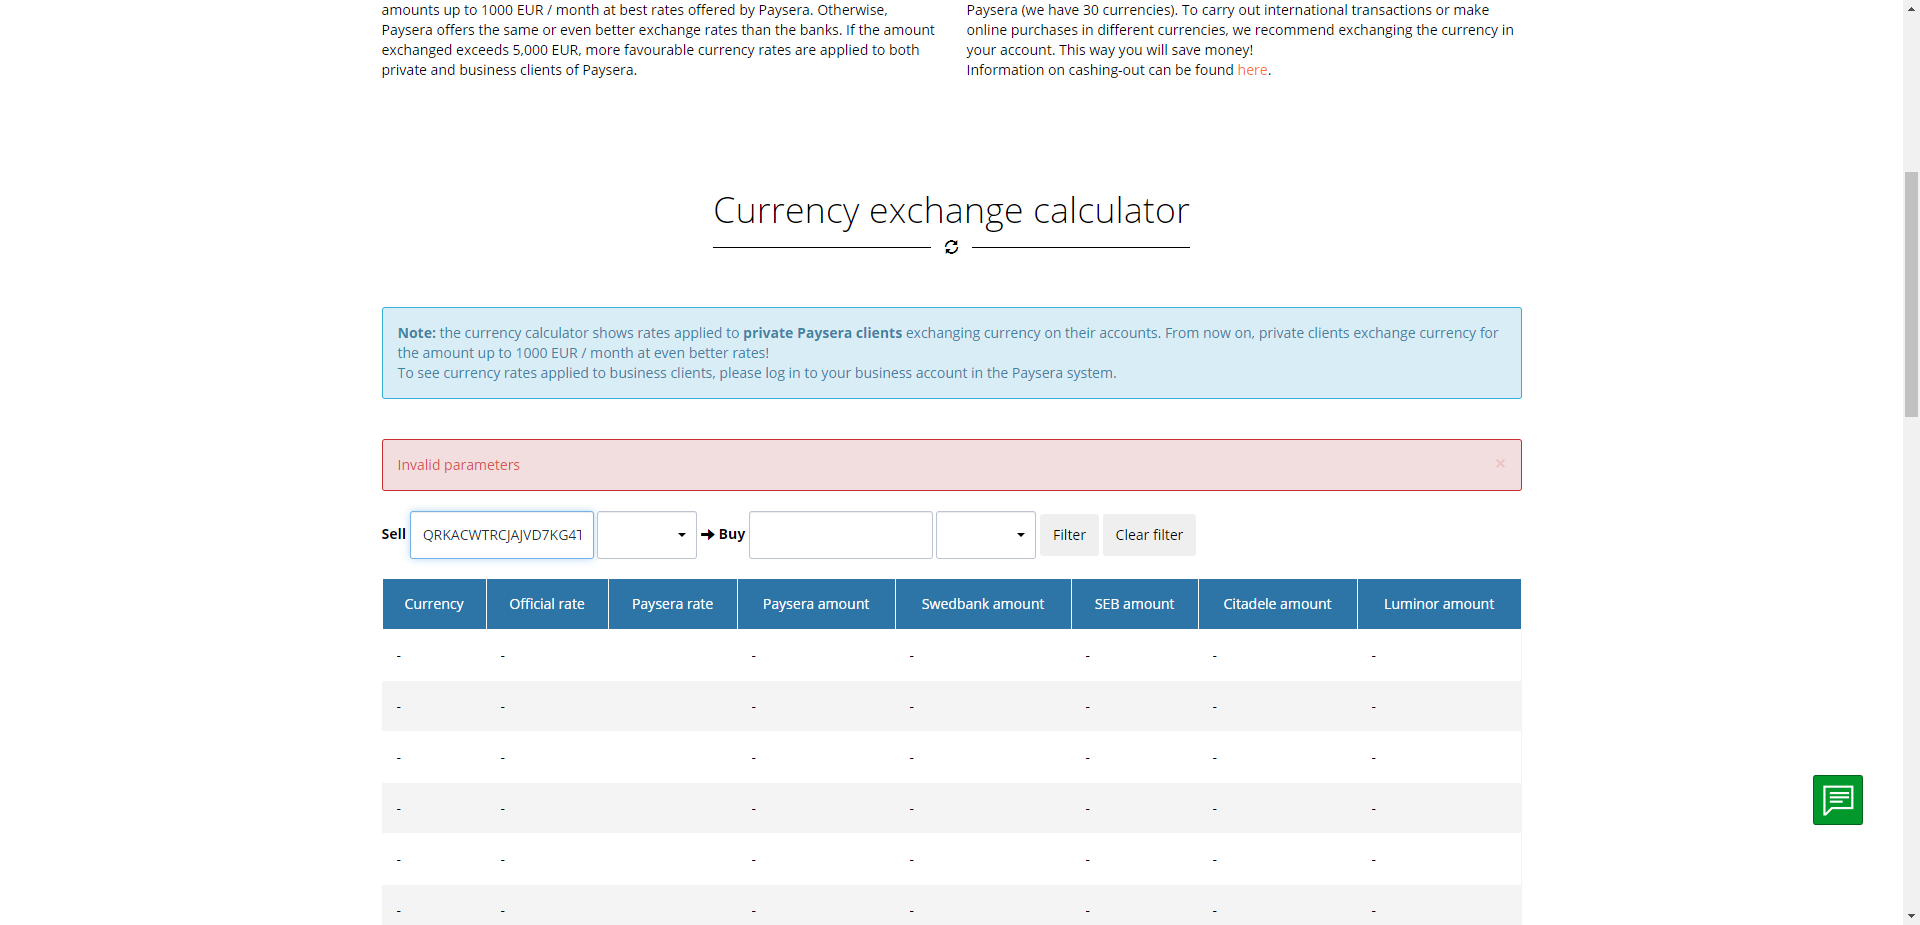 amounts up to 1000 EUR / month at best rates offered by Paysera. Otherwise,
Paysera offers the same or even better exchange rates than the banks. If the amount
exchanged exceeds 5,000 EUR, more favourable currency rates are applied to both
private and business clients of Paysera.
Paysera (we have 30 currencies). To carry out international transactions or make
online purchases in different currencies, we recommend exchanging the currency in
your account. This way you will save money!
Information on cashing-out can be found here.
Currency exchange calculator
Note: the currency calculator shows rates applied to private Paysera clients exchanging currency on their accounts. From now on, private clients exchange currency for
the amount up to 1000 EUR / month at even better rates!
To see currency rates applied to business clients, please log in to your business account in the Paysera system.
Invalid parameters ×
Sell QRKACWTRCJAJVD7KG4T Buy Filter Clear filter
Currency Official rate Paysera rate Paysera amount Swedbank amount SEB amount Citadele amount Luminor amount
- - - - - - -
- - - - - - -
- - - - - - -
- - - - - - -
- - - - - - -
- - - - - - -